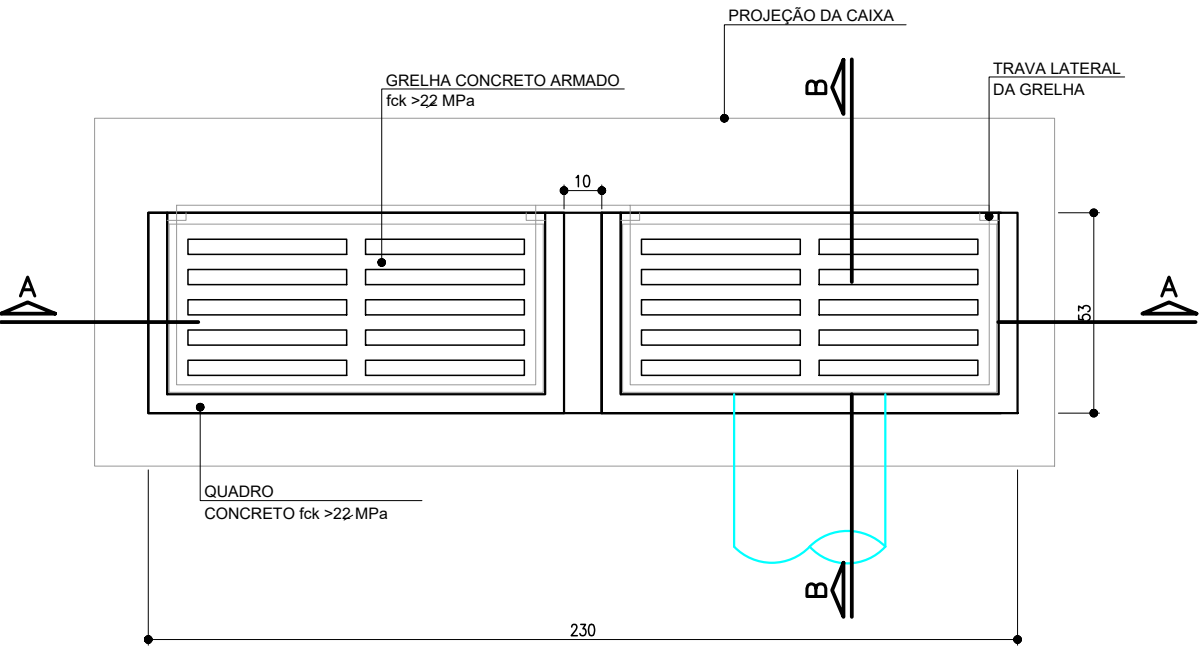 PROJEÇÃO DA CAIXA
B
GRELHA CONCRETO ARMADO
fck >22 MPa
TRAVA LATERAL
DA GRELHA
10
A
A
53
QUADRO
CONCRETO fck >22 MPa
B
230